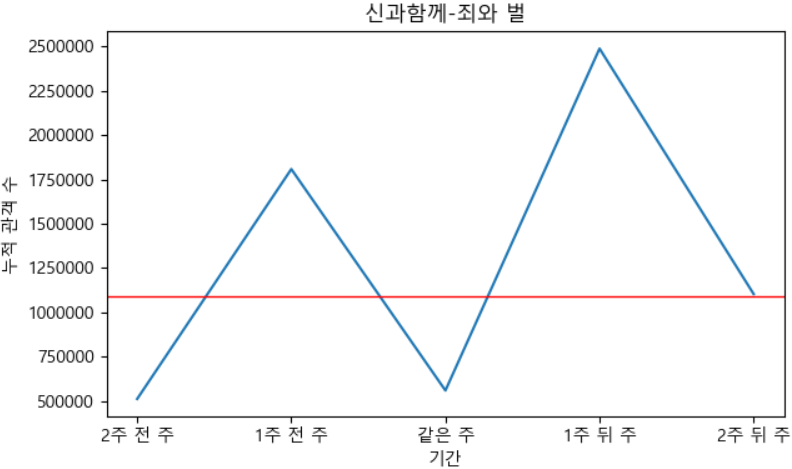 신과함께-죄와 벌
누적 관객 수
2500000
2250000
2000000
1750000
1500000
1250000
1000000
750000
500000
2주 전 주
1주 전 주
같은 주
1주 뒤 주
2주 뒤 주
기간